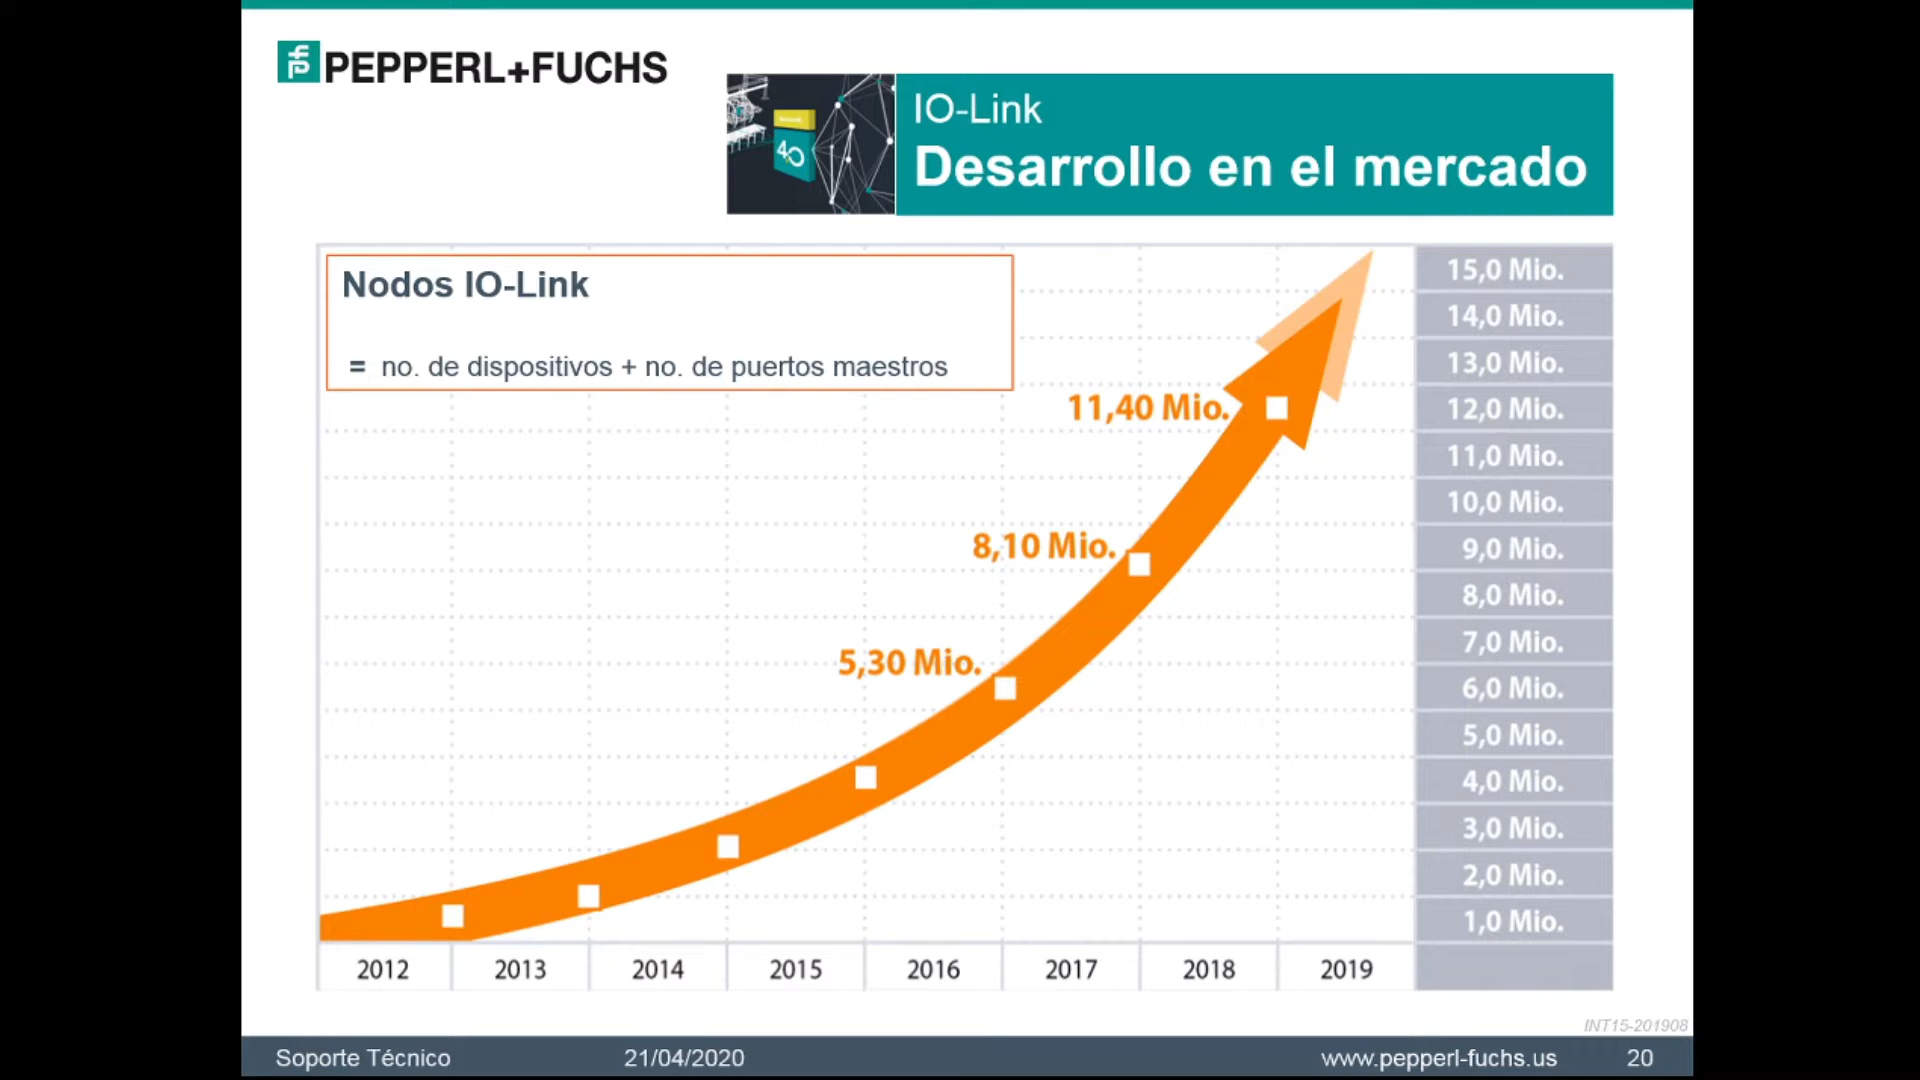 PEPPERL+FUCHS
4.0
IO-Link
Desarrollo en el mercado
Nodos IO-Link
= no. de dispositivos + no. de puertos maestros
15,0 Mio.
14,0 Mio.
13,0 Mio.
11,40 Mio.
12,0 Mio.
11,0 Mio.
10,0 Mio.
8,10 Mio.
9,0 Mio.
8,0 Mio.
7,0 Mio.
5,30 Mio.
6,0 Mio.
5,0 Mio.
4,0 Mio.
3,0 Mio.
2,0 Mio.
1,0 Mio.
2012 2013 2014 2015 2016 2017 2018 2019
INT15-201908
Soporte Técnico 21/04/2020 www.pepperl-fuchs.us 20